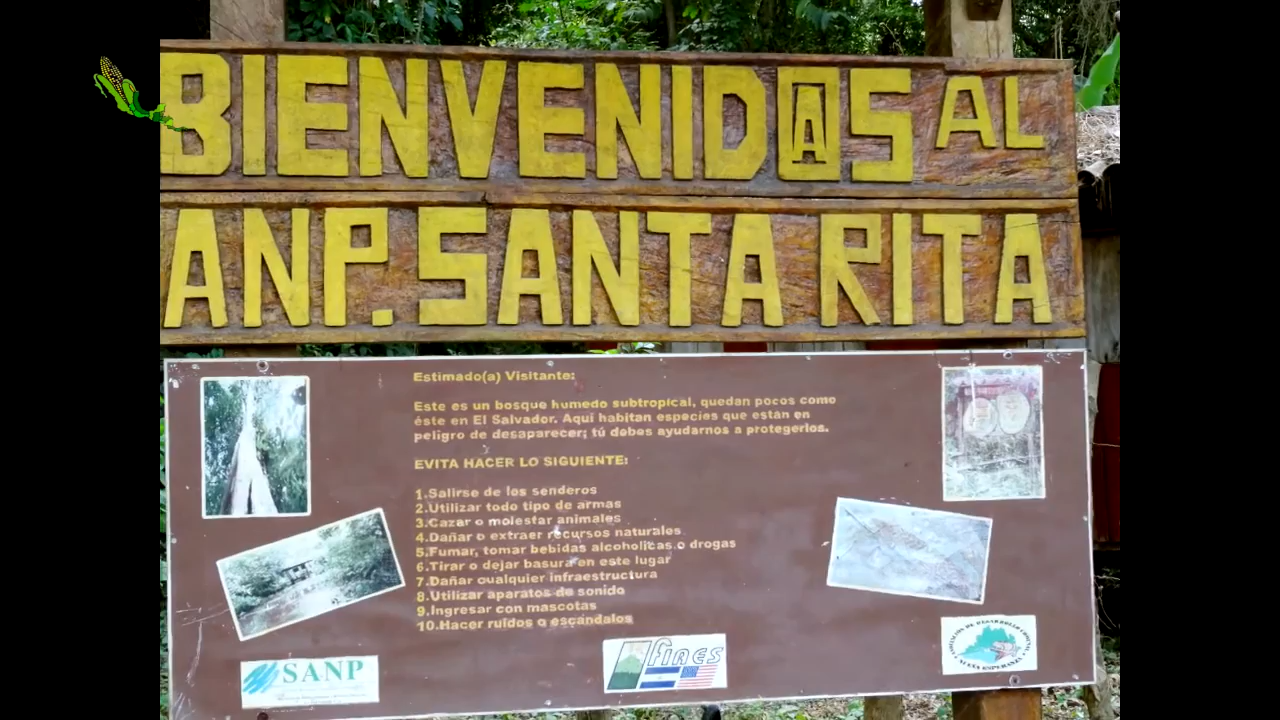 BIENVENID@S AL
ANP. SANTA RITA
Estimado(a) Visitante:
Este es un bosque humedo subtropical, quedan pocos como
éste en El Salvador. Aqui habitan especies que están en
peligro de desaparecer; tú debes ayudarnos a protegerlos.
EVITA HACER LO SIGUIENTE:
1.Salirse de los senderos
2.Utilizar todo tipo de armas
3.Cazar o molestar animales
4.Dañar o extraer recursos naturales
5.Fumar, tomar bebidas alcoholicas o drogas
6.Tirar o dejar basura en este lugar
7.Dañar cualquier infraestructura
8.Utilizar aparatos de sonido
9.Ingresar con mascotas
10.Hacer ruidos o escándalos
SANP
fiaes